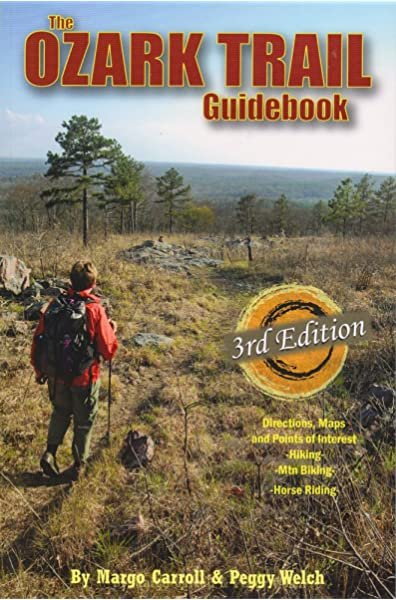 The
OZARK TRAIL
Guidebook
3rd Edition
Directions, Maps
and Points of Interest
-Hiking-
-Mtn Biking-
-Horse Riding-
By Margo Carroll & Peggy Welch